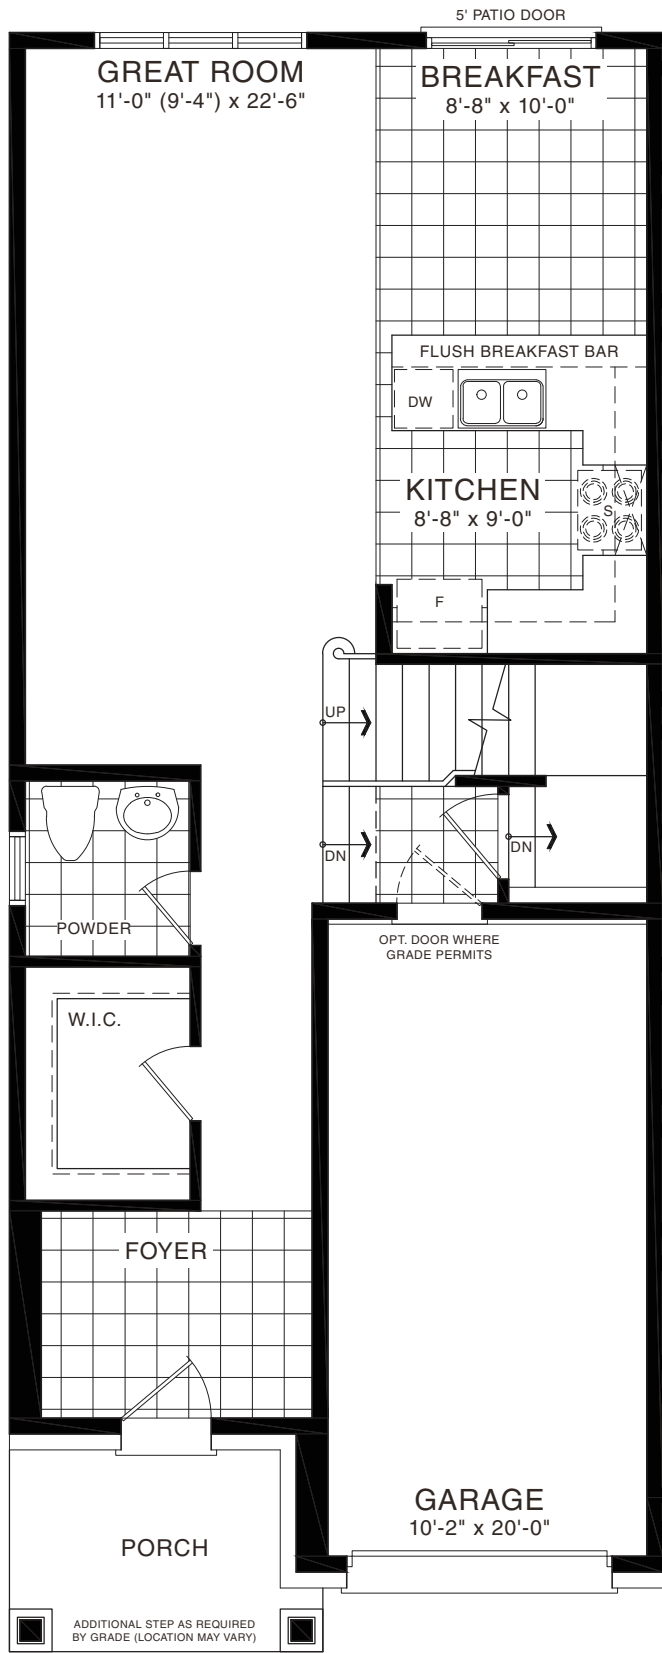 5' PATIO DOOR
GREAT ROOM
11'-0" (9'-4") x 22'-6"
BREAKFAST
8'-8" x 10'-0"
FLUSH BREAKFAST BAR
DW
KITCHEN
8'-8" x 9'-0"
S
F
UP
DN
DN
POWDER
OPT. DOOR WHERE
GRADE PERMITS
W.I.C.
FOYER
GARAGE
10'-2" x 20'-0"
PORCH
ADDITIONAL STEP AS REQUIRED
BY GRADE (LOCATION MAY VARY)